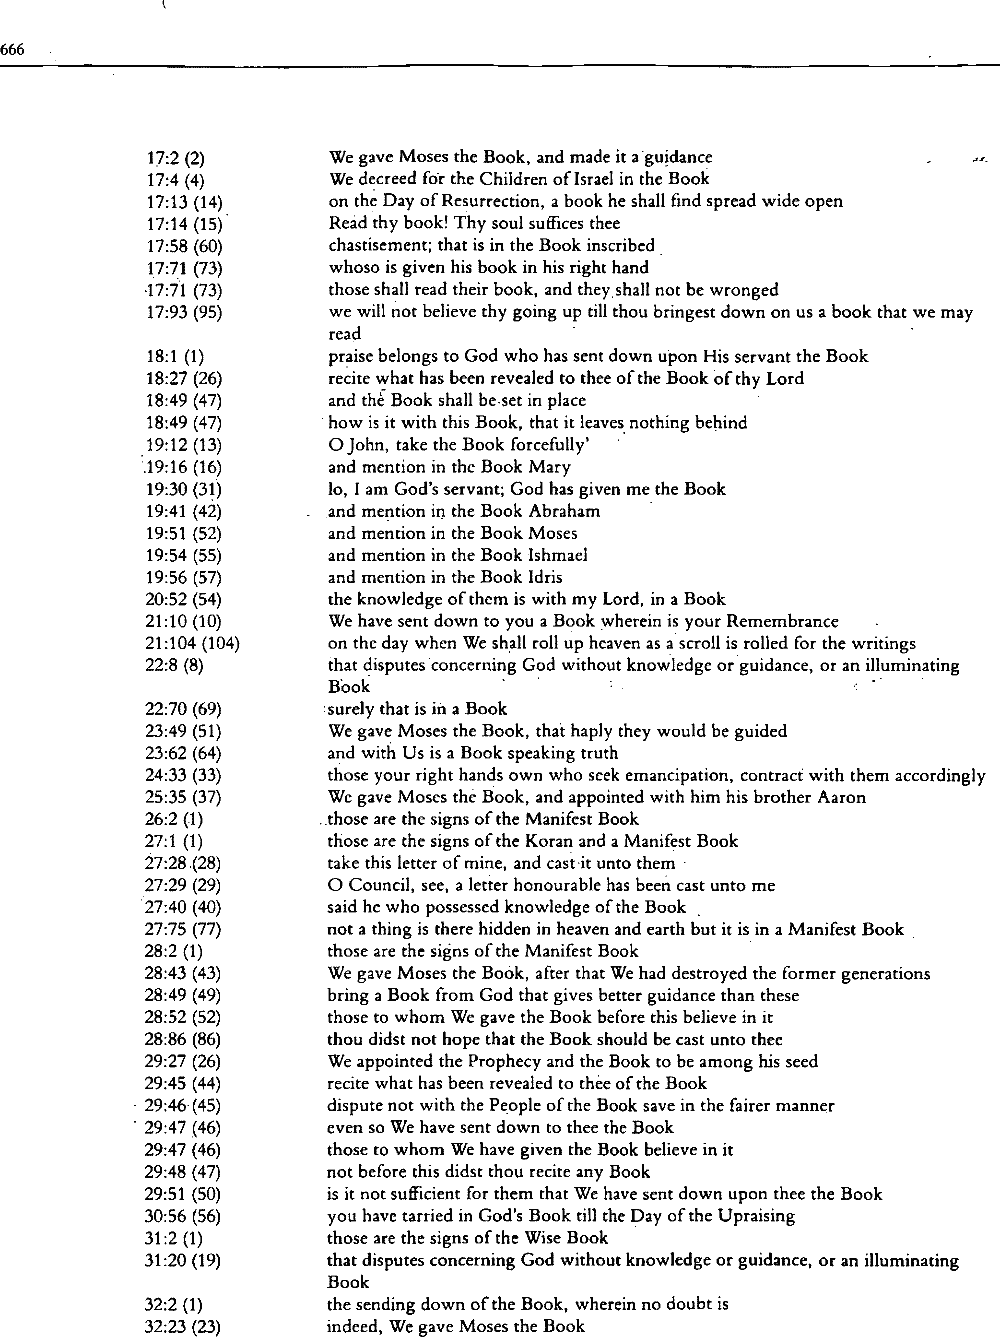 666
17:2 (2) We gave Moses the Book, and made it a guidance
17:4 (4) We decreed for the Children of Israel in the Book
17:13 (14) on the Day of Resurrection, a book he shall find spread wide open
17:14 (15) Read thy book! Thy soul suffices thee
17:58 (60) chastisement; that is in the Book inscribed
17:71 (73) whoso is given his book in his right hand
17:71 (73) those shall read their book, and they shall not be wronged
17:93 (95) we will not believe thy going up till thou bringest down on us a book that we may
read
18:1 (1) praise belongs to God who has sent down upon His servant the Book
18:27 (26) recite what has been revealed to thee of the Book of thy Lord
18:49 (47) and the Book shall be set in place
18:49 (47) how is it with this Book, that it leaves nothing behind
19:12 (13) O John, take the Book forcefully'
19:16 (16) and mention in the Book Mary
19:30 (31) lo, I am God's servant; God has given me the Book
19:41 (42) and mention in the Book Abraham
19:51 (52) and mention in the Book Moses
19:54 (55) and mention in the Book Ishmael
19:56 (57) and mention in the Book Idris
20:52 (54) the knowledge of them is with my Lord, in a Book
21:10 (10) We have sent down to you a Book wherein is your Remembrance
21:104 (104) on the day when We shall roll up heaven as a scroll is rolled for the writings
22:8 (8) that disputes concerning God without knowledge or guidance, or an illuminating
Book
22:70 (69) surely that is in a Book
23:49 (51) We gave Moses the Book, that haply they would be guided
23:62 (64) and with Us is a Book speaking truth
24:33 (33) those your right hands own who seek emancipation, contract with them accordingly
25:35 (37) We gave Moses the Book, and appointed with him his brother Aaron
26:2 (1) those are the signs of the Manifest Book
27:1 (1) those are the signs of the Koran and a Manifest Book
27:28 (28) take this letter of mine, and cast it unto them
27:29 (29) O Council, see, a letter honourable has been cast unto me
27:40 (40) said he who possessed knowledge of the Book
27:75 (77) not a thing is there hidden in heaven and earth but it is in a Manifest Book
28:2 (1) those are the signs of the Manifest Book
28:43 (43) We gave Moses the Book, after that We had destroyed the former generations
28:49 (49) bring a Book from God that gives better guidance than these
28:52 (52) those to whom We gave the Book before this believe in it
28:86 (86) thou didst not hope that the Book should be cast unto thee
29:27 (26) We appointed the Prophecy and the Book to be among his seed
29:45 (44) recite what has been revealed to thee of the Book
29:46 (45) dispute not with the People of the Book save in the fairer manner
29:47 (46) even so We have sent down to thee the Book
29:47 (46) those to whom We have given the Book believe in it
29:48 (47) not before this didst thou recite any Book
29:51 (50) is it not sufficient for them that We have sent down upon thee the Book
30:56 (56) you have tarried in God's Book till the Day of the Upraising
31:2 (1) those are the signs of the Wise Book
31:20 (19) that disputes concerning God without knowledge or guidance, or an illuminating
Book
32:2 (1) the sending down of the Book, wherein no doubt is
32:23 (23) indeed, We gave Moses the Book